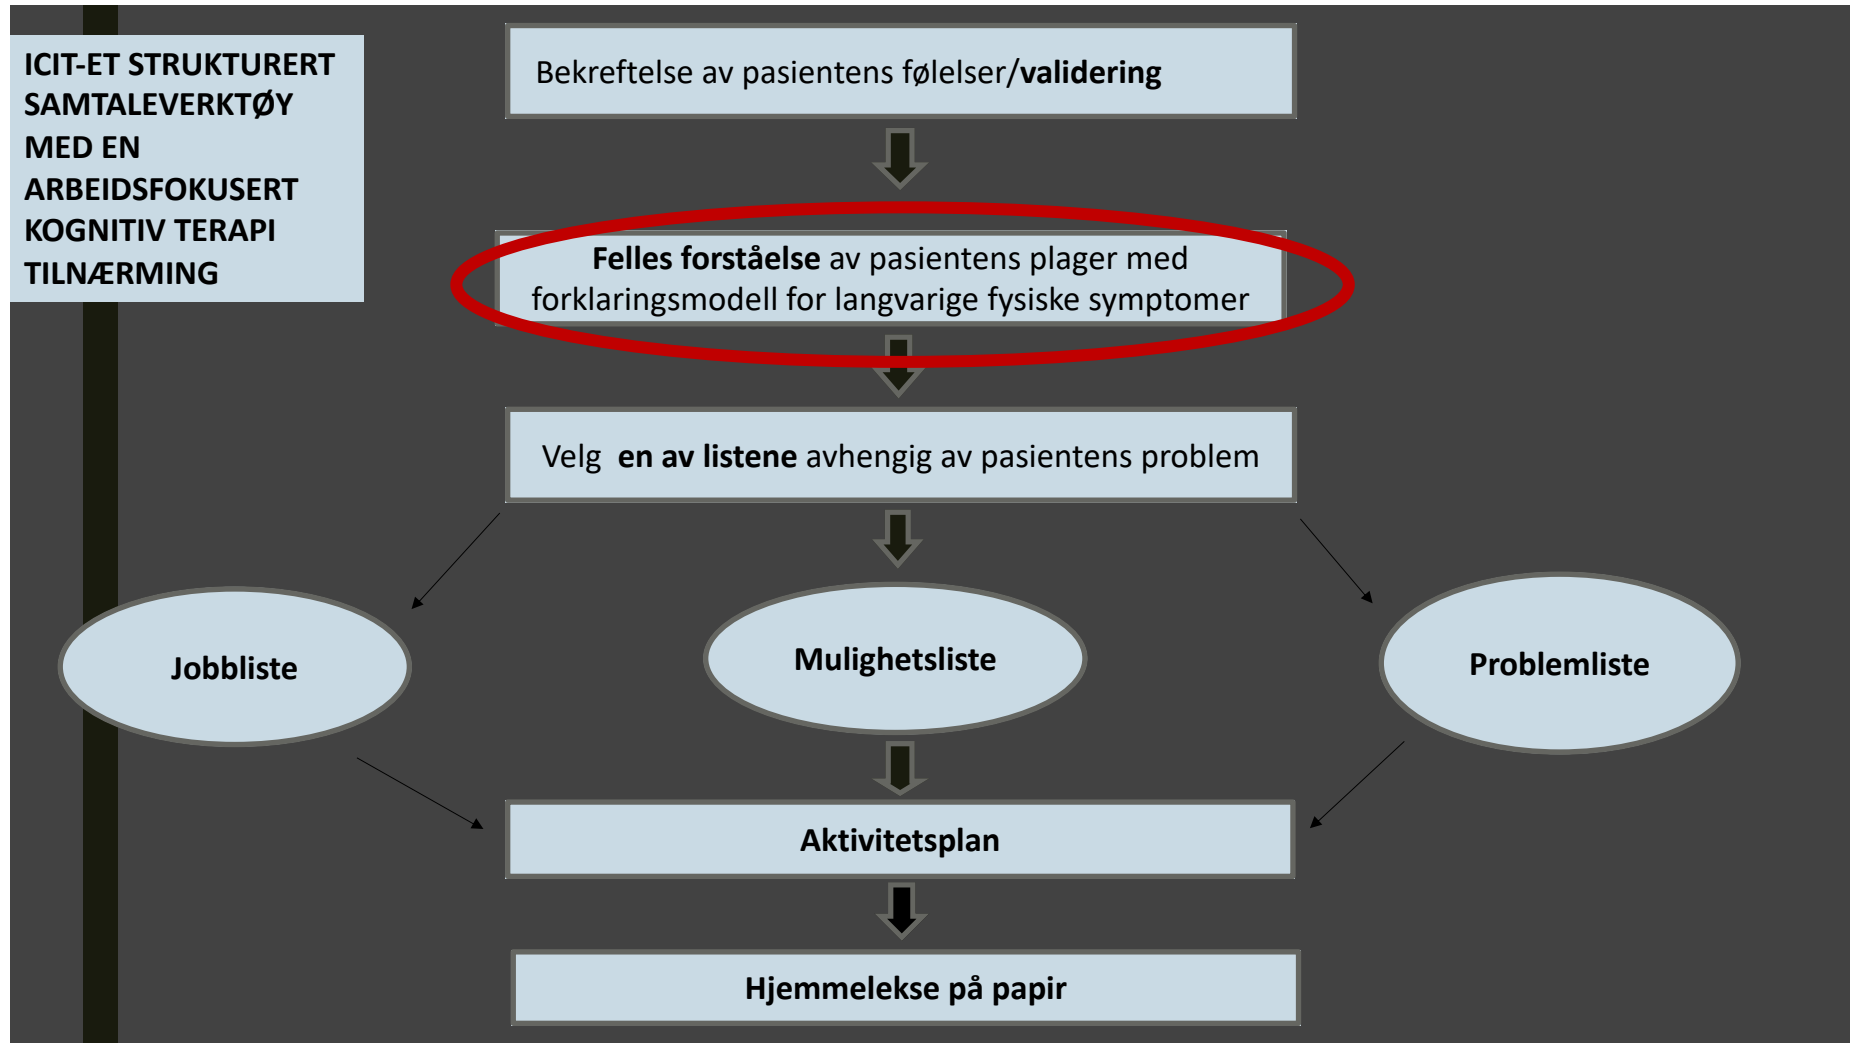 ICIT-ET STRUKTURERT
SAMTALEVERKTØY
MED EN
ARBEIDSFOKUSERT
KOGNITIV TERAPI
TILNÆRMING
Bekreftelse av pasientens følelser/validering
Felles forståelse av pasientens plager med
forklaringsmodell for langvarige fysiske symptomer
Velg en av listene avhengig av pasientens problem
Jobbliste
Mulighetsliste
Problemliste
Aktivitetsplan
Hjemmelekse på papir